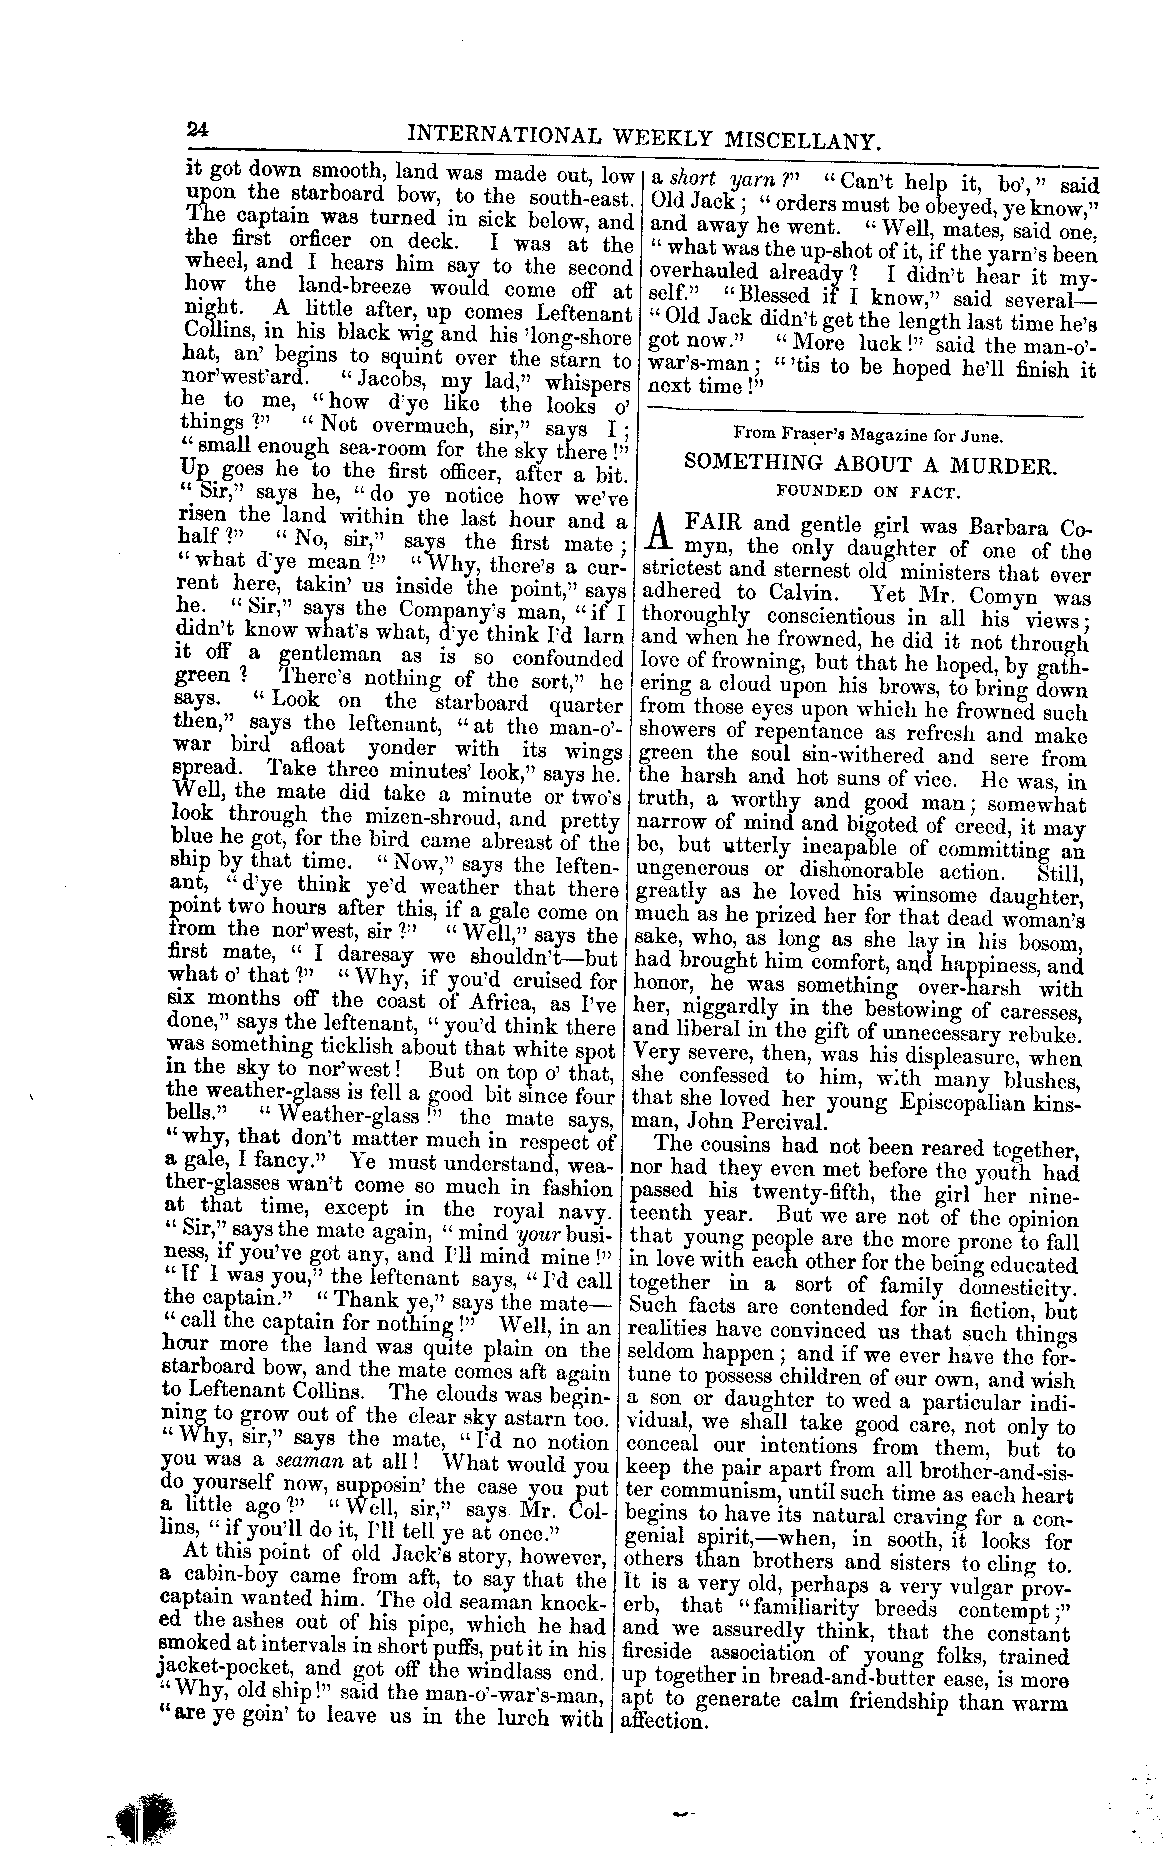 24
INTERNATIONAL WEEKLY MISCELLANY.
it got down smooth, land was made out, low
upon the starboard bow, to the south-east.
The captain was turned in sick below, and
the first orficer on deck. I was at the
wheel, and I hears him say to the second
how the land-breeze would come off at
night. A little after, up comes Leftenant
Collins, in his black wig and his 'long-shore
hat, an' begins to squint over the starn to
nor'west'ard. "Jacobs, my lad," whispers
he to me, "how d'ye like the looks o'
things?" "Not overmuch, sir," says I;
"small enough sea-room for the sky there!"
Up goes he to the first officer, after a bit.
"Sir," says he, "do ye notice how we've
risen the land within the last hour and a
half?" "No, sir," says the first mate;
"what d'ye mean?" "Why, there's a cur-
rent here, takin' us inside the point," says
he. "Sir," says the Company's man, "if I
didn't know what's what, d'ye think I'd larn
it off a gentleman as is so confounded
green? There's nothing of the sort," he
says. "Look on the starboard quarter
then," says the leftenant, "at the man-o'-
war bird afloat yonder with its wings
spread. Take three minutes' look," says he.
Well, the mate did take a minute or two's
look through the mizen-shroud, and pretty
blue he got, for the bird came abreast of the
ship by that time. "Now," says the leften-
ant, "d'ye think ye'd weather that there
point two hours after this, if a gale come on
from the nor'west, sir?" "Well," says the
first mate, "I daresay we shouldn't—but
what o' that?" "Why, if you'd cruised for
six months off the coast of Africa, as I've
done," says the leftenant, "you'd think there
was something ticklish about that white spot
in the sky to nor'west! But on top o' that,
the weather-glass is fell a good bit since four
bells." "Weather-glass!" the mate says,
"why, that don't matter much in respect of
a gale, I fancy." Ye must understand, wea-
ther-glasses wan't come so much in fashion
at that time, except in the royal navy.
"Sir," says the mate again, "mind your busi-
ness, if you've got any, and I'll mind mine!"
"If I was you," the leftenant says, "I'd call
the captain." "Thank ye," says the mate—
"call the captain for nothing!" Well, in an
hour more the land was quite plain on the
starboard bow, and the mate comes aft again
to Leftenant Collins. The clouds was begin-
ning to grow out of the clear sky astarn too.
"Why, sir," says the mate, "I'd no notion
you was a seaman at all! What would you
do yourself now, supposin' the case you put
a little ago?" "Well, sir," says Mr. Col-
lins, "if you'll do it, I'll tell ye at once."
At this point of old Jack's story, however,
a cabin-boy came from aft, to say that the
captain wanted him. The old seaman knock-
ed the ashes out of his pipe, which he had
smoked at intervals in short puffs, put it in his
jacket-pocket, and got off the windlass end.
"Why, old ship!" said the man-o'-war's-man,
"are ye goin' to leave us in the lurch with
a short yarn?" "Can't help it, bo'," said
Old Jack; "orders must be obeyed, ye know,"
and away he went. "Well, mates, said one,
"what was the up-shot of it, if the yarn's been
overhauled already? I didn't hear it my-
self." "Blessed if I know," said several—
"Old Jack didn't get the length last time he's
got now." "More luck!" said the man-o'-
war's-man; "'tis to be hoped he'll finish it
next time!"
From Fraser's Magazine for June.
SOMETHING ABOUT A MURDER.
FOUNDED ON FACT.
A FAIR and gentle girl was Barbara Co-
myn, the only daughter of one of the
strictest and sternest old ministers that ever
adhered to Calvin. Yet Mr. Comyn was
thoroughly conscientious in all his views;
and when he frowned, he did it not through
love of frowning, but that he hoped, by gath-
ering a cloud upon his brows, to bring down
from those eyes upon which he frowned such
showers of repentance as refresh and make
green the soul sin-withered and sere from
the harsh and hot suns of vice. He was, in
truth, a worthy and good man; somewhat
narrow of mind and bigoted of creed, it may
be, but utterly incapable of committing an
ungenerous or dishonorable action. Still,
greatly as he loved his winsome daughter,
much as he prized her for that dead woman's
sake, who, as long as she lay in his bosom,
had brought him comfort, and happiness, and
honor, he was something over-harsh with
her, niggardly in the bestowing of caresses,
and liberal in the gift of unnecessary rebuke.
Very severe, then, was his displeasure, when
she confessed to him, with many blushes,
that she loved her young Episcopalian kins-
man, John Percival.
The cousins had not been reared together,
nor had they even met before the youth had
passed his twenty-fifth, the girl her nine-
teenth year. But we are not of the opinion
that young people are the more prone to fall
in love with each other for the being educated
together in a sort of family domesticity.
Such facts are contended for in fiction, but
realities have convinced us that such things
seldom happen; and if we ever have the for-
tune to possess children of our own, and wish
a son or daughter to wed a particular indi-
vidual, we shall take good care, not only to
conceal our intentions from them, but to
keep the pair apart from all brother-and-sis-
ter communism, until such time as each heart
begins to have its natural craving for a con-
genial spirit,—when, in sooth, it looks for
others than brothers and sisters to cling to.
It is a very old, perhaps a very vulgar prov-
erb, that "familiarity breeds contempt;"
and we assuredly think, that the constant
fireside association of young folks, trained
up together in bread-and-butter ease, is more
apt to generate calm friendship than warm
affection.